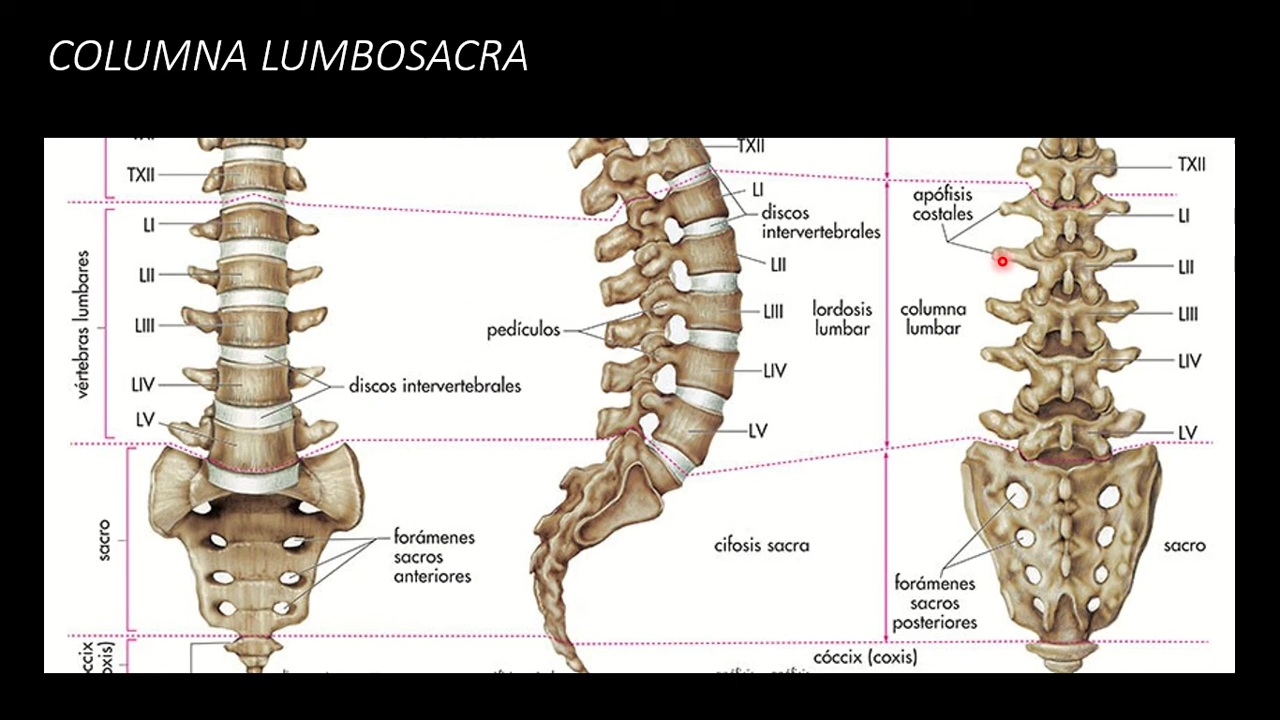 COLUMNA LUMBOSACRA
TXII
LI
LII
LIII
LIV
LV
vértebras lumbares
discos intervertebrales
sacro
forámenes
sacros
anteriores
TXII
LI
discos
intervertebrales
LII
LIII
LIV
LV
pedículos
lordosis
lumbar
cifosis sacra
columna
lumbar
apófisis
costales
TXII
LI
LII
LIII
LIV
LV
forámenes
sacros
posteriores
sacro
cóccix (coxis)